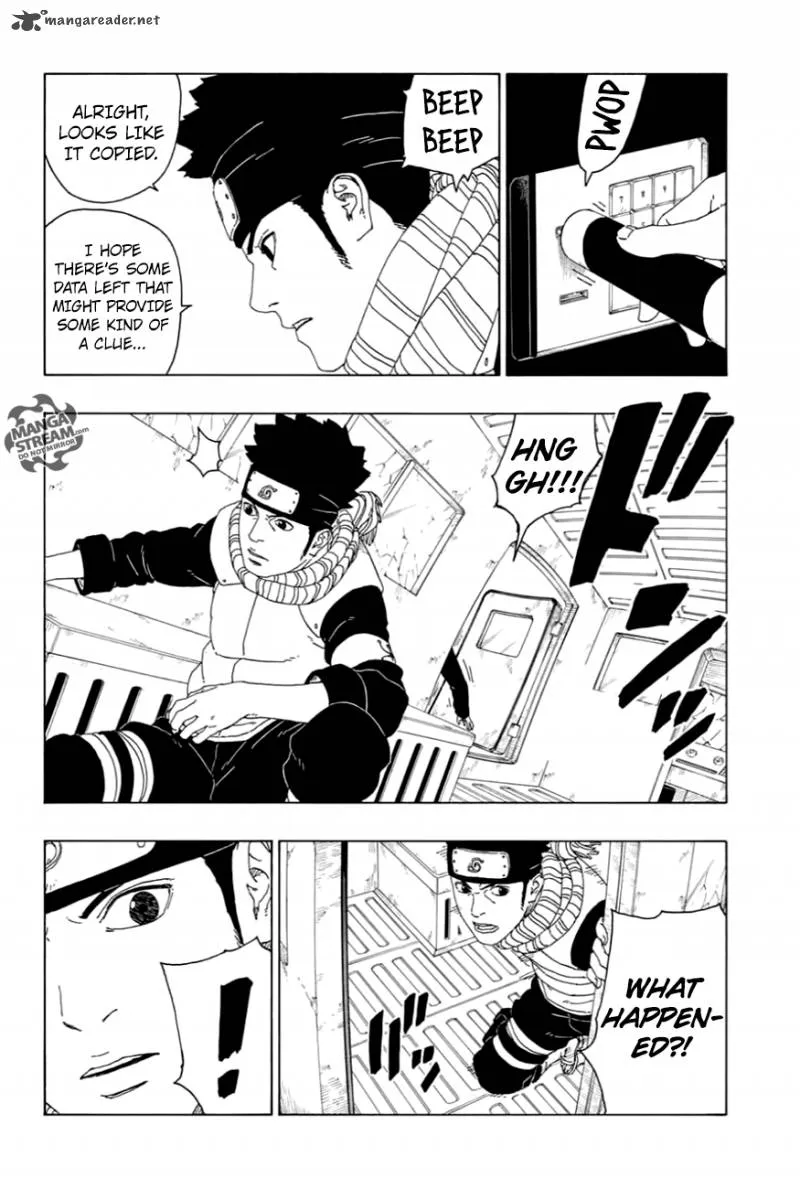 mangareader.net
PWOP
BEEP
BEEP
ALRIGHT,
LOOKS LIKE
IT COPIED.
I HOPE
THERE'S SOME
DATA LEFT THAT
MIGHT PROVIDE
SOME KIND OF
A CLUE...
MANGA
STREAM.com
DO NOT MIRROR
HNG
GH!!!
WHAT
HAPPEN-
ED?!
!